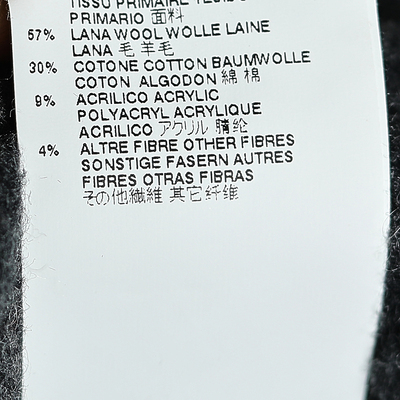 TISSU PRIMAIRE
PRIMARIO 面料
57% LANA WOOL WOLLE LAINE
LANA 毛 羊毛
30% COTONE COTTON BAUMWOLLE
COTON ALGODON 綿 棉
9% ACRILICO ACRYLIC
POLYACRYL ACRYLIQUE
ACRILICO アクリル 腈纶
4% ALTRE FIBRE OTHER FIBRES
SONSTIGE FASERN AUTRES
FIBRES OTRAS FIBRAS
その他繊維 其它纤维